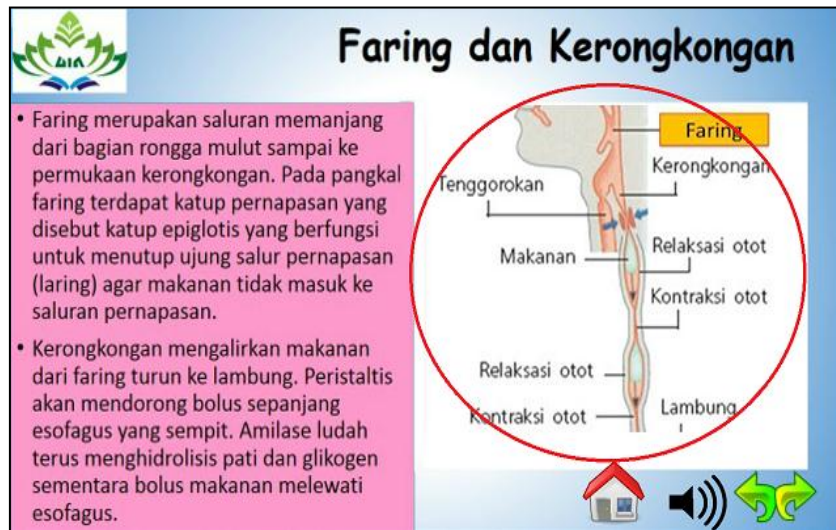 Faring dan Kerongkongan
• Faring merupakan saluran memanjang
dari bagian rongga mulut sampai ke
permukaan kerongkongan. Pada pangkal
faring terdapat katup pernapasan yang
disebut katup epiglotis yang berfungsi
untuk menutup ujung salur pernapasan
(laring) agar makanan tidak masuk ke
saluran pernapasan.
• Kerongkongan mengalirkan makanan
dari faring turun ke lambung. Peristaltis
akan mendorong bolus sepanjang
esofagus yang sempit. Amilase ludah
terus menghidrolisis pati dan glikogen
sementara bolus makanan melewati
esofagus.
Faring
Kerongkongan
Tenggorokan
Makanan
Relaksasi otot
Kontraksi otot
Relaksasi otot
Kontraksi otot
Lambung